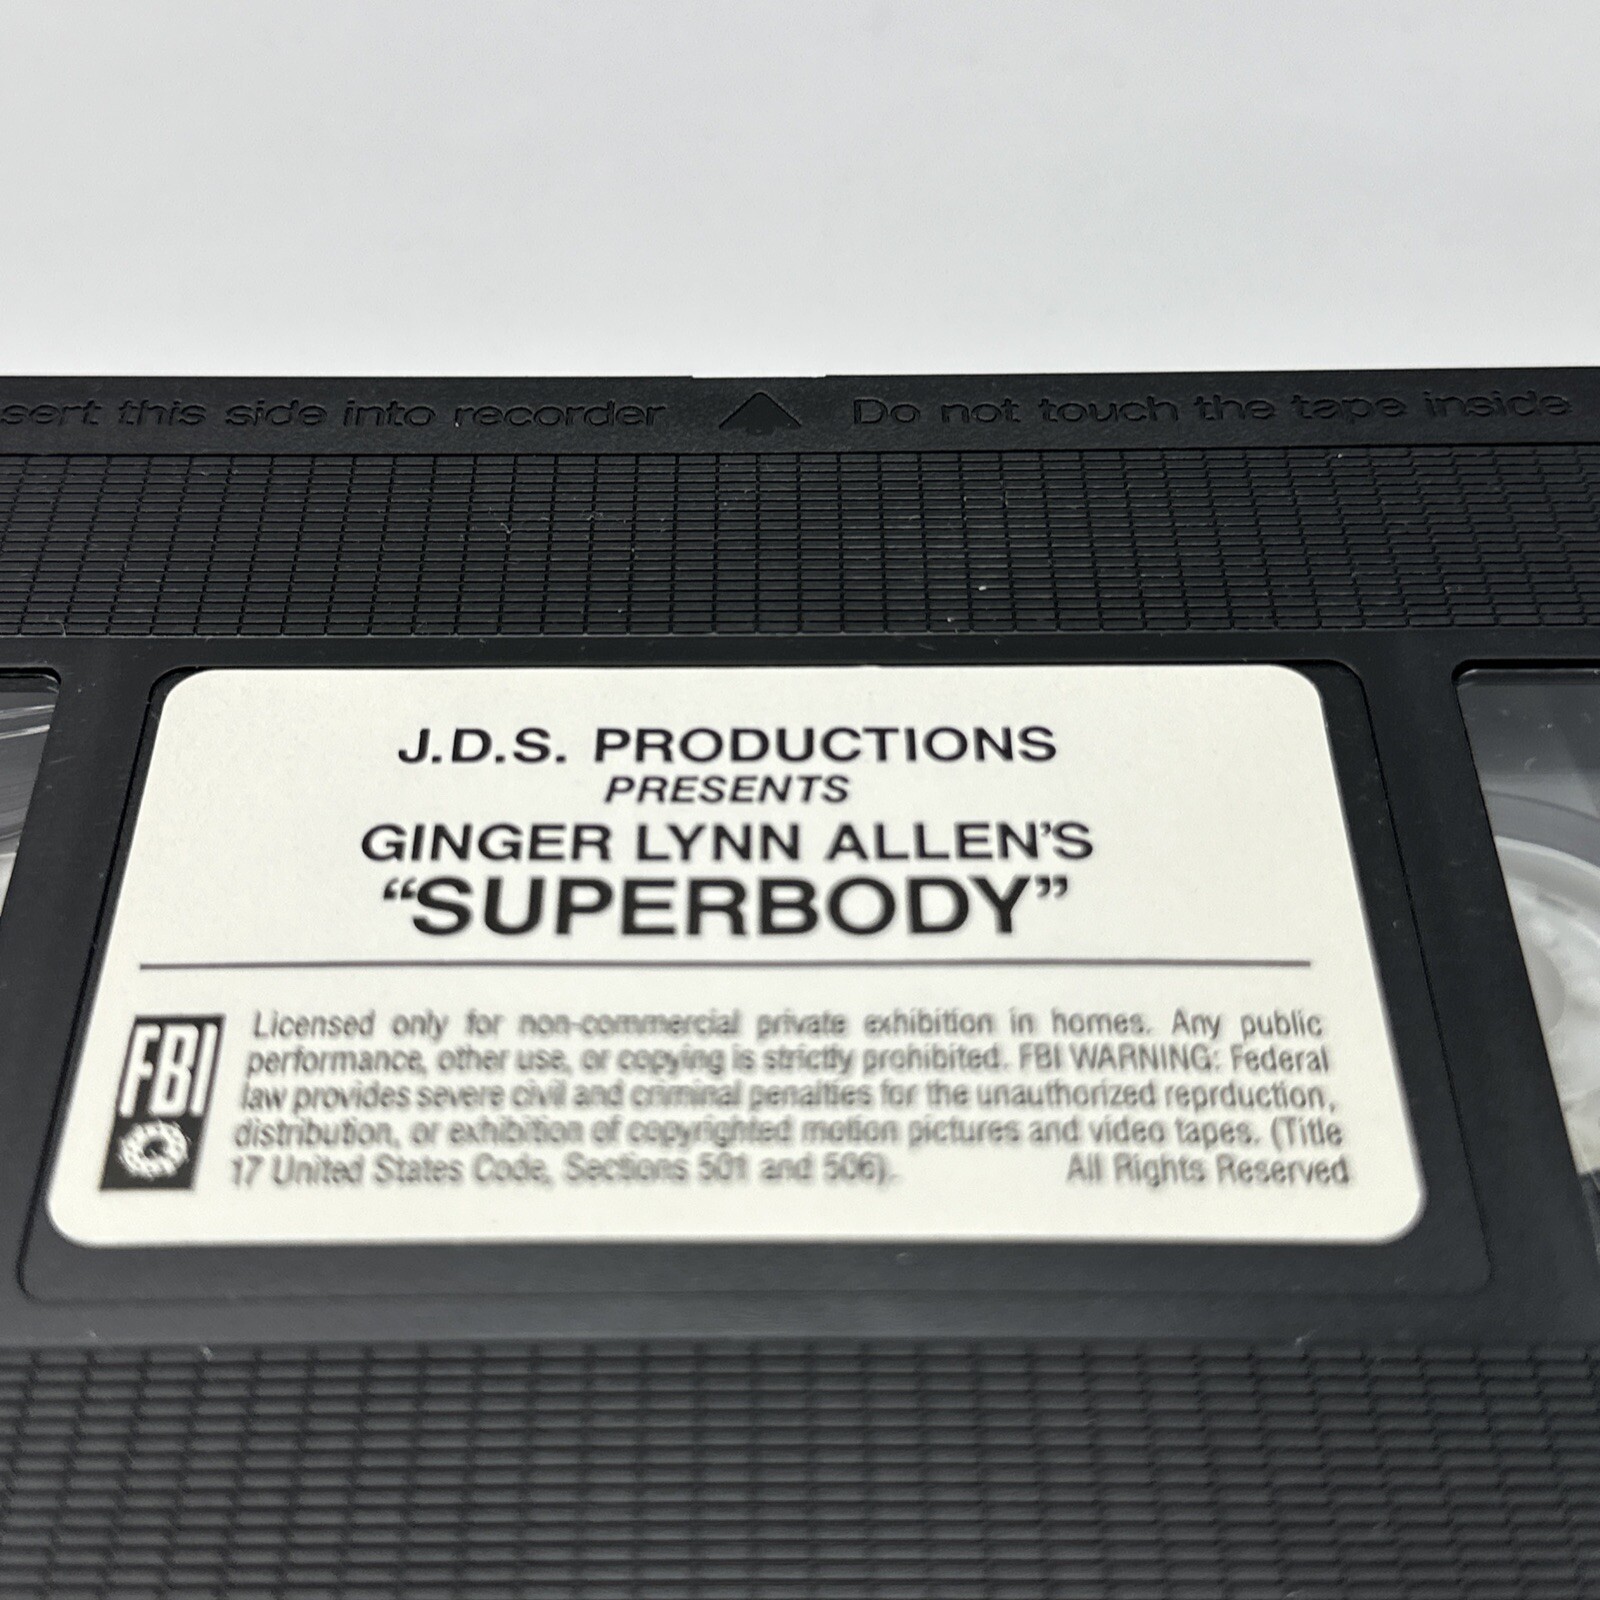 sert this side into recorder Do not touch the tape inside
J.D.S. PRODUCTIONS
PRESENTS
GINGER LYNN ALLEN'S
“SUPERBODY”
FBI
Licensed only for non-commercial private exhibition in homes. Any public
performance, other use, or copying is strictly prohibited. FBI WARNING: Federal
law provides severe civil and criminal penalties for the unauthorized reprduction,
distribution, or exhibition of copyrighted motion pictures and video tapes. (Title
17 United States Code, Sections 501 and 506). All Rights Reserved